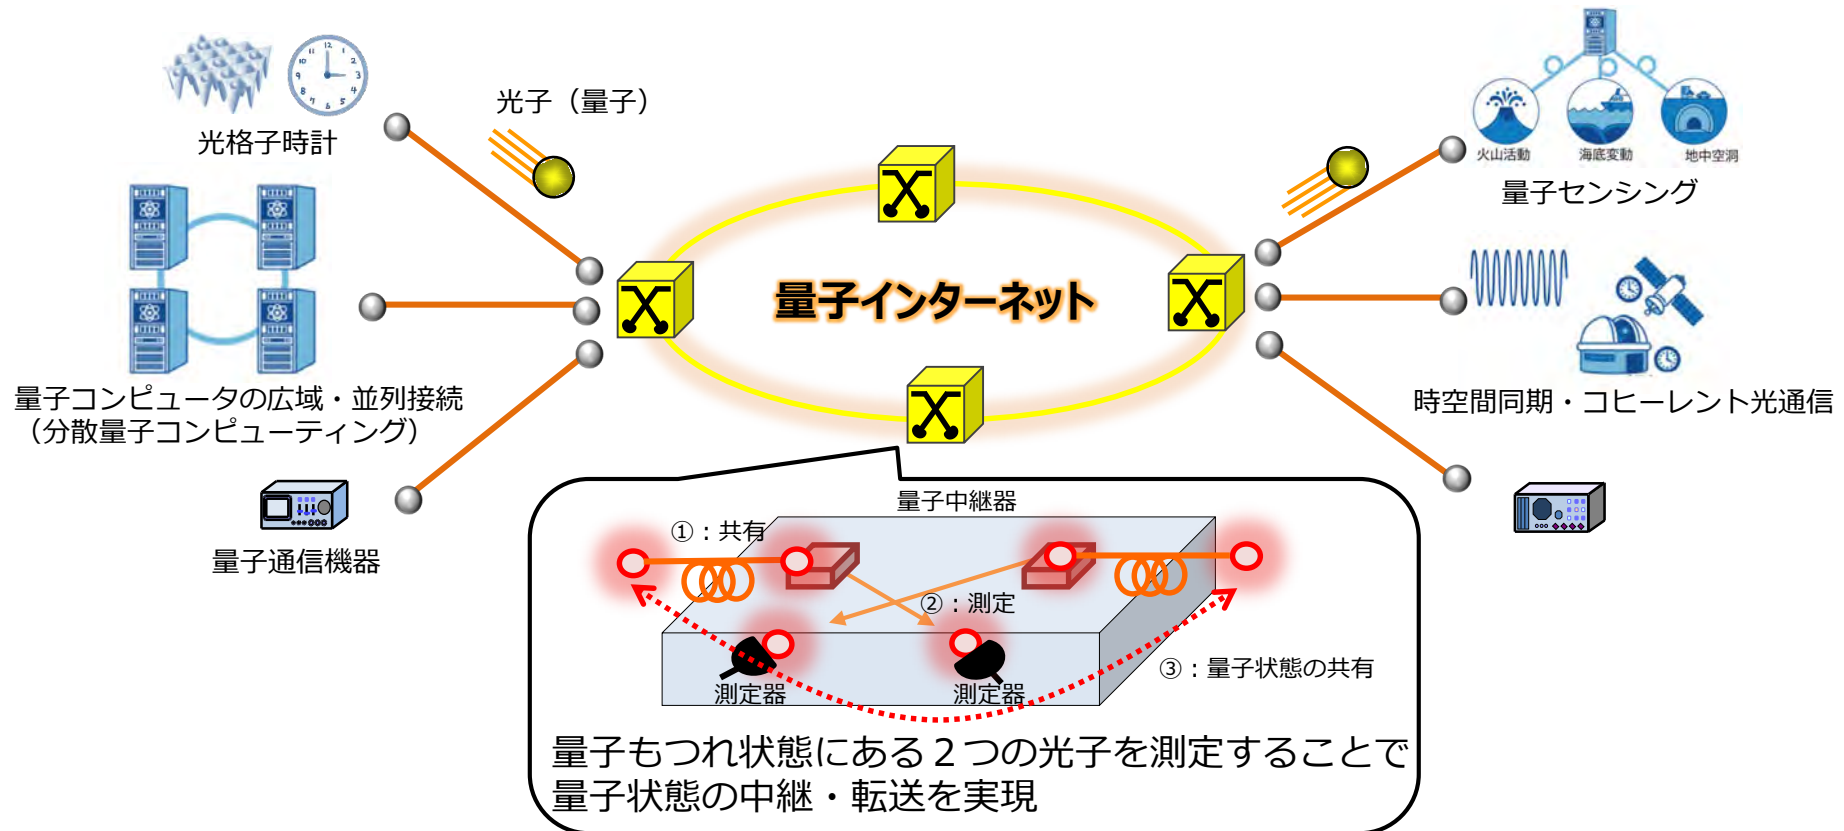 光格子時計
光子（量子）
火山活動
海底変動
地中空洞
量子センシング
量子インターネット
量子コンピュータの広域・並列接続
（分散量子コンピューティング）
時空間同期・コヒーレント光通信
量子通信機器
量子中継器
①：共有
②：測定
③：量子状態の共有
測定器
測定器
量子もつれ状態にある２つの光子を測定することで
量子状態の中継・転送を実現